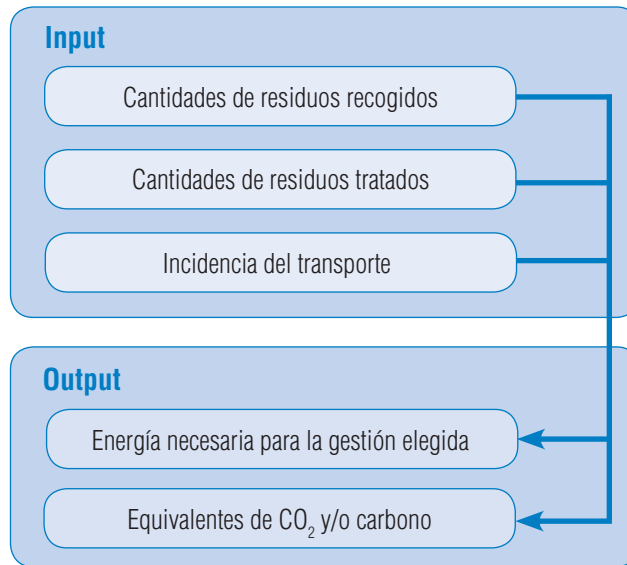 Input
Cantidades de residuos recogidos
Cantidades de residuos tratados
Incidencia del transporte
Output
Energía necesaria para la gestión elegida
Equivalentes de CO₂ y/o carbono